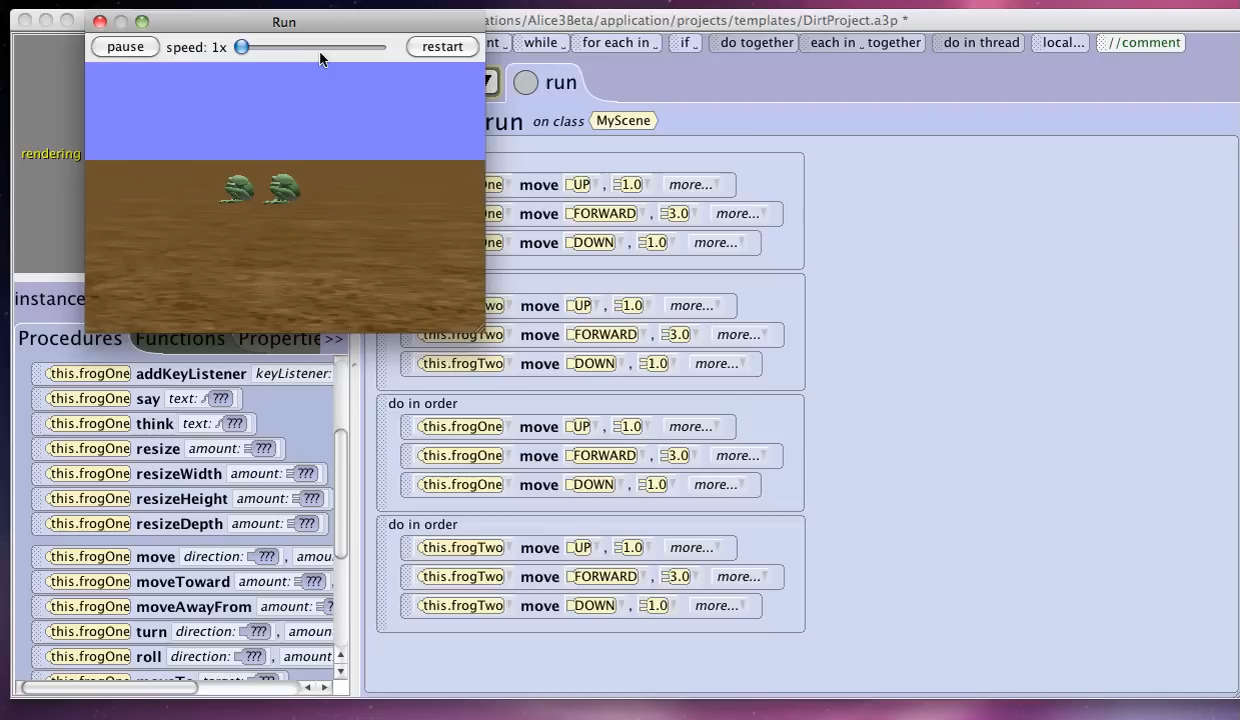 Run
ations/Alice3Beta/application/projects/templates/DirtProject.a3p *
pause speed: 1x restart
nt while for each in if do together each in together do in thread local... //comment
run
run on class MyScene
rendering
One move UP , 1.0 more...
One move FORWARD , 3.0 more...
One move DOWN , 1.0 more...
wo move UP , 1.0 more...
this.frogTwo move FORWARD , 3.0 more...
this.frogTwo move DOWN , 1.0 more...
do in order
this.frogOne move UP , 1.0 more...
this.frogOne move FORWARD , 3.0 more...
this.frogOne move DOWN , 1.0 more...
do in order
this.frogTwo move UP , 1.0 more...
this.frogTwo move FORWARD , 3.0 more...
this.frogTwo move DOWN , 1.0 more...
instance
Procedures Functions Propertie >>
this.frogOne addKeyListener keyListener:
this.frogOne say text: ???
this.frogOne think text: ???
this.frogOne resize amount: ???
this.frogOne resizeWidth amount: ???
this.frogOne resizeHeight amount: ???
this.frogOne resizeDepth amount: ???
this.frogOne move direction: ??? , amou
this.frogOne moveToward amount: ???
this.frogOne moveAwayFrom amount: ?
this.frogOne turn direction: ??? , amoun
this.frogOne roll direction: ??? , amount